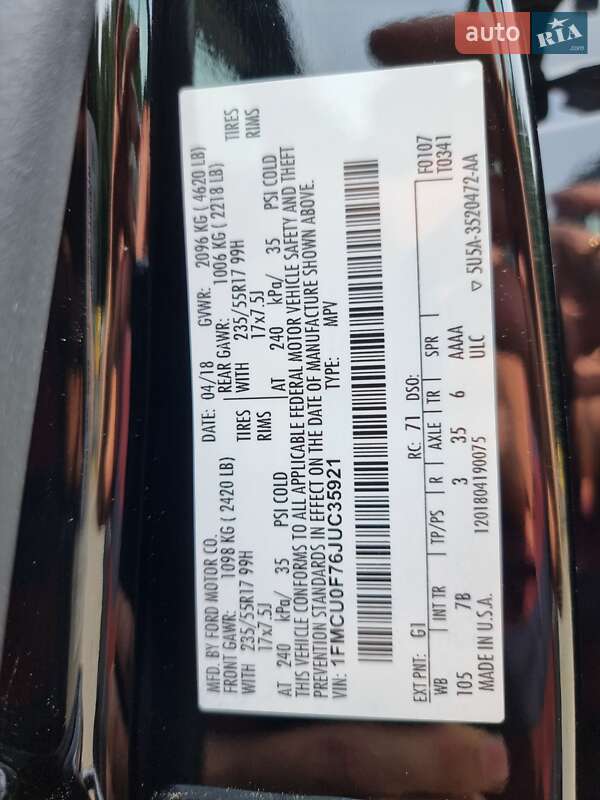 auto RIA .com
MFD. BY FORD MOTOR CO. DATE: 04/18 GVWR: 2096 KG ( 4620 LB)
FRONT GAWR: 1098 KG ( 2420 LB) REAR GAWR: 1006 KG ( 2218 LB)
WITH 235/55R17 99H TIRES WITH 235/55R17 99H TIRES
17x7.5J RIMS 17x7.5J RIMS
AT 240 kPa/ 35 PSI COLD AT 240 kPa/ 35 PSI COLD
THIS VEHICLE CONFORMS TO ALL APPLICABLE FEDERAL MOTOR VEHICLE SAFETY AND THEFT
PREVENTION STANDARDS IN EFFECT ON THE DATE OF MANUFACTURE SHOWN ABOVE.
VIN: 1FMCU0F76JUC35921 TYPE: MPV
F0107
EXT PNT: G1 RC: 71 DSO: T0341
WB INT TR TP/PS R AXLE TR SPR
105 7B 3 35 6 AAAA
MADE IN U.S.A. 1201804190075 ULC
▽ 5U5A-3520472-AA